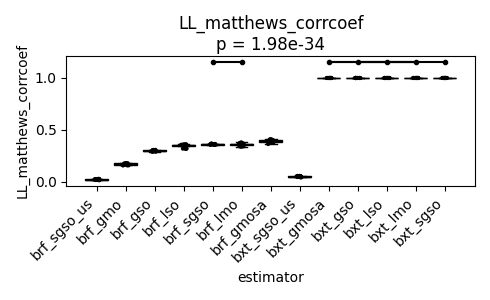 LL_matthews_corrcoef
p = 1.98e-34
LL_matthews_corrcoef
1.0
0.5
0.0
brf_sgso_us
brf_gmo
brf_gso
brf_lso
brf_sgso
brf_lmo
brf_gmosa
bxt_sgso_us
bxt_gmosa
bxt_gso
bxt_lso
bxt_lmo
bxt_sgso
estimator